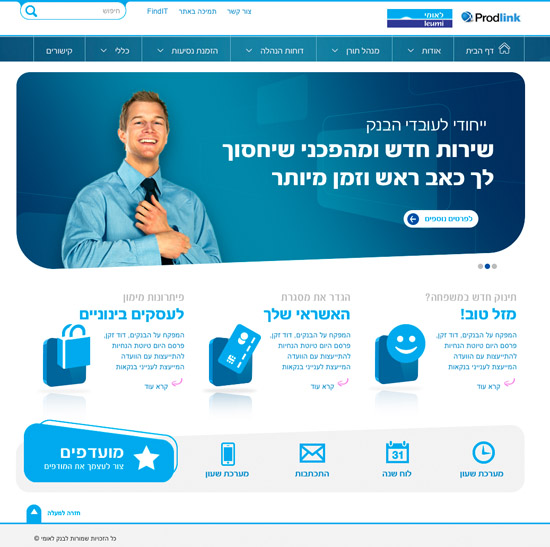 צור קשר
תמיכה באתר
FindIT
חיפוש
Prodlink
לאומי
leumi
דף הבית
אודות
מנהל תורן
דוחות הנהלה
הזמנת נסיעות
כללי
קישורים
ייחודי לעובדי הבנק
שירות חדש ומהפכני שיחסוך
לך כאב ראש וזמן מיותר
לפרטים נוספים
תינוק חדש במשפחה?
מזל טוב!
המפקח על הבנקים, דוד זקן,
פרסם היום טיוטת הנחיות
להתייעצות עם הוועדה
המייעצת לענייני בנקאות
קרא עוד
הגדר את מסגרת
האשראי שלך
המפקח על הבנקים, דוד זקן,
פרסם היום טיוטת הנחיות
להתייעצות עם הוועדה
המייעצת לענייני בנקאות
קרא עוד
פיתרונות מימון
לעסקים בינוניים
המפקח על הבנקים, דוד זקן,
פרסם היום טיוטת הנחיות
להתייעצות עם הוועדה
המייעצת לענייני בנקאות
קרא עוד
מערכת שעון
31
לוח שנה
התכתבות
מערכת שעון
מועדפים
צור לעצמך את המודפים
חזרה למעלה
כל הזכויות שמורות לבנק לאומי ©